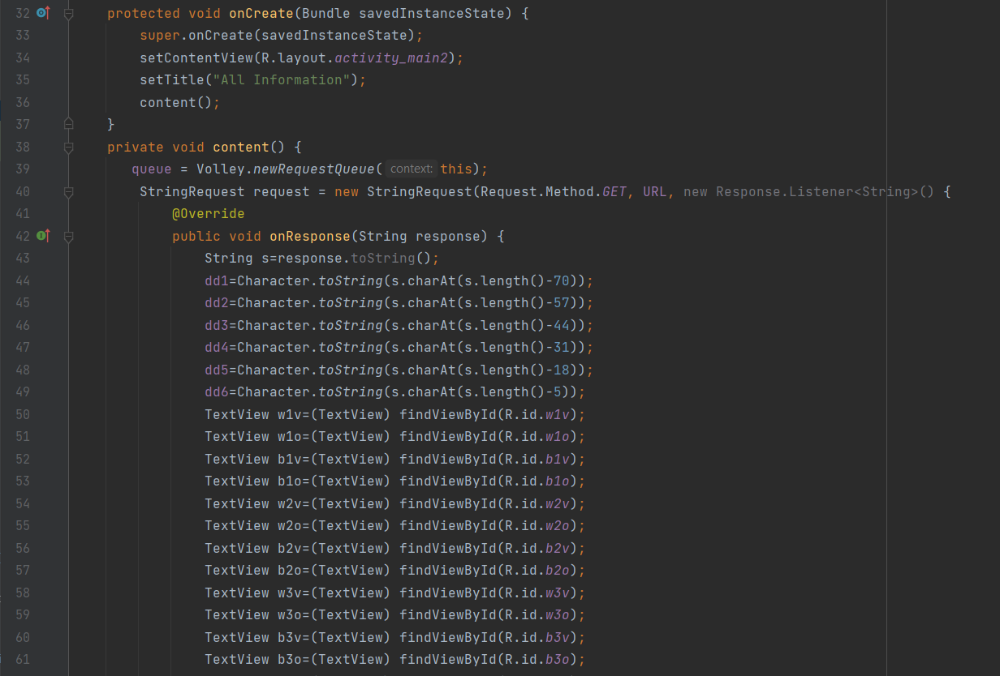 32 protected void onCreate(Bundle savedInstanceState) {
33 super.onCreate(savedInstanceState);
34 setContentView(R.layout.activity_main2);
35 setTitle("All Information");
36 content();
37 }
38 private void content() {
39 queue = Volley.newRequestQueue( context: this);
40 StringRequest request = new StringRequest(Request.Method.GET, URL, new Response.Listener<String>() {
41 @Override
42 public void onResponse(String response) {
43 String s=response.toString();
44 dd1=Character.toString(s.charAt(s.length()-70));
45 dd2=Character.toString(s.charAt(s.length()-57));
46 dd3=Character.toString(s.charAt(s.length()-44));
47 dd4=Character.toString(s.charAt(s.length()-31));
48 dd5=Character.toString(s.charAt(s.length()-18));
49 dd6=Character.toString(s.charAt(s.length()-5));
50 TextView w1v=(TextView) findViewById(R.id.w1v);
51 TextView w1o=(TextView) findViewById(R.id.w1o);
52 TextView b1v=(TextView) findViewById(R.id.b1v);
53 TextView b1o=(TextView) findViewById(R.id.b1o);
54 TextView w2v=(TextView) findViewById(R.id.w2v);
55 TextView w2o=(TextView) findViewById(R.id.w2o);
56 TextView b2v=(TextView) findViewById(R.id.b2v);
57 TextView b2o=(TextView) findViewById(R.id.b2o);
58 TextView w3v=(TextView) findViewById(R.id.w3v);
59 TextView w3o=(TextView) findViewById(R.id.w3o);
60 TextView b3v=(TextView) findViewById(R.id.b3v);
61 TextView b3o=(TextView) findViewById(R.id.b3o);